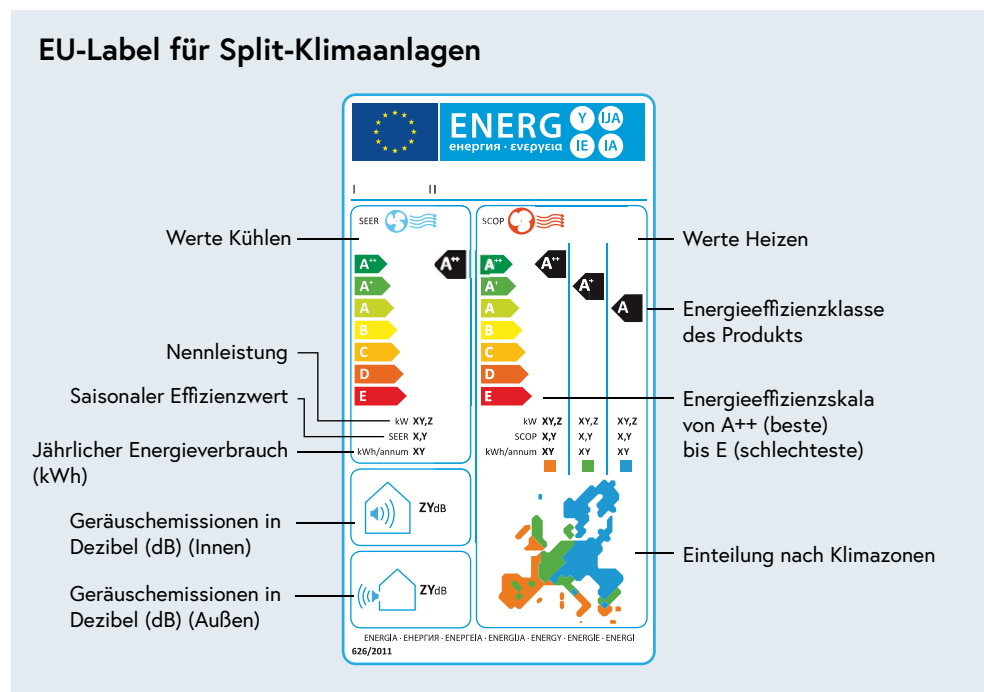 EU-Label für Split-Klimaanlagen
ENERG
енергия · ενεργεια
Y IJA
IE IA
I II
SEER
SCOP
Werte Kühlen
Werte Heizen
A++
A+
A
B
C
D
E
A++
A++
A+
A
B
C
D
E
A++
A+
A
Energieeffizienzklasse
des Produkts
Nennleistung
Saisonaler Effizienzwert
Jährlicher Energieverbrauch
(kWh)
kW XY,Z
SEER X,Y
kWh/annum XY
kW XY,Z XY,Z XY,Z
SCOP X,Y X,Y X,Y
kWh/annum XY XY XY
Energieeffizienzskala
von A++ (beste)
bis E (schlechteste)
Geräuschemissionen in
Dezibel (dB) (Innen)
ZYdB
Geräuschemissionen in
Dezibel (dB) (Außen)
ZYdB
Einteilung nach Klimazonen
ENERGIA · ЕНЕРГИЯ · ΕΝΕΡΓΕΙΑ · ENERGIJA · ENERGY · ENERGIE · ENERGI
626/2011